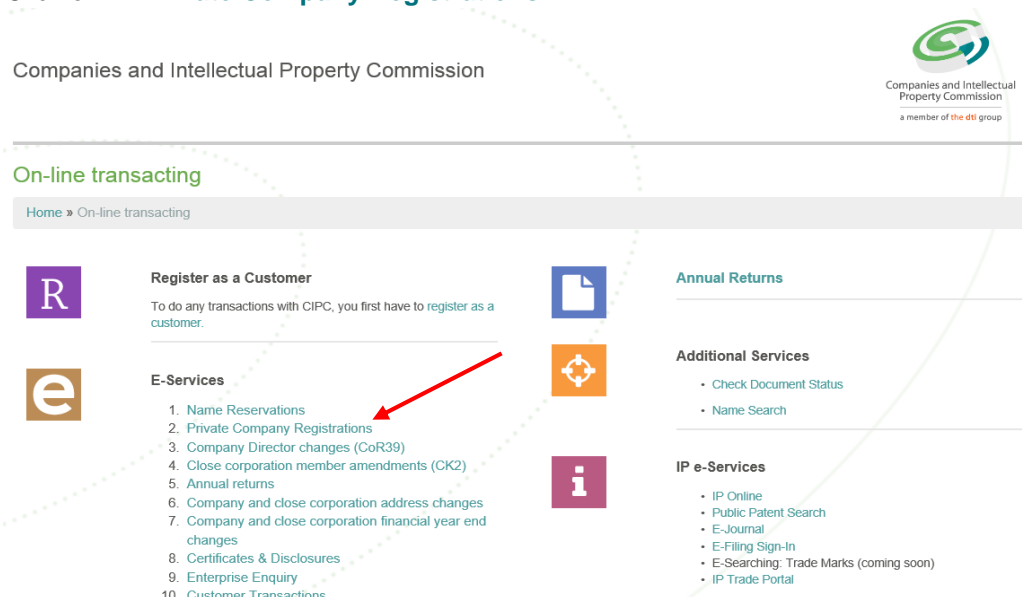 Companies and Intellectual Property Commission
Companies and Intellectual
Property Commission
a member of the dti group
On-line transacting
Home » On-line transacting
R
Register as a Customer
To do any transactions with CIPC, you first have to register as a
customer.
e
E-Services
1. Name Reservations
2. Private Company Registrations
3. Company Director changes (CoR39)
4. Close corporation member amendments (CK2)
5. Annual returns
6. Company and close corporation address changes
7. Company and close corporation financial year end
changes
8. Certificates & Disclosures
9. Enterprise Enquiry
10. Customer Transactions
Annual Returns
Additional Services
• Check Document Status
• Name Search
i
IP e-Services
• IP Online
• Public Patent Search
• E-Journal
• E-Filing Sign-In
• E-Searching: Trade Marks (coming soon)
• IP Trade Portal